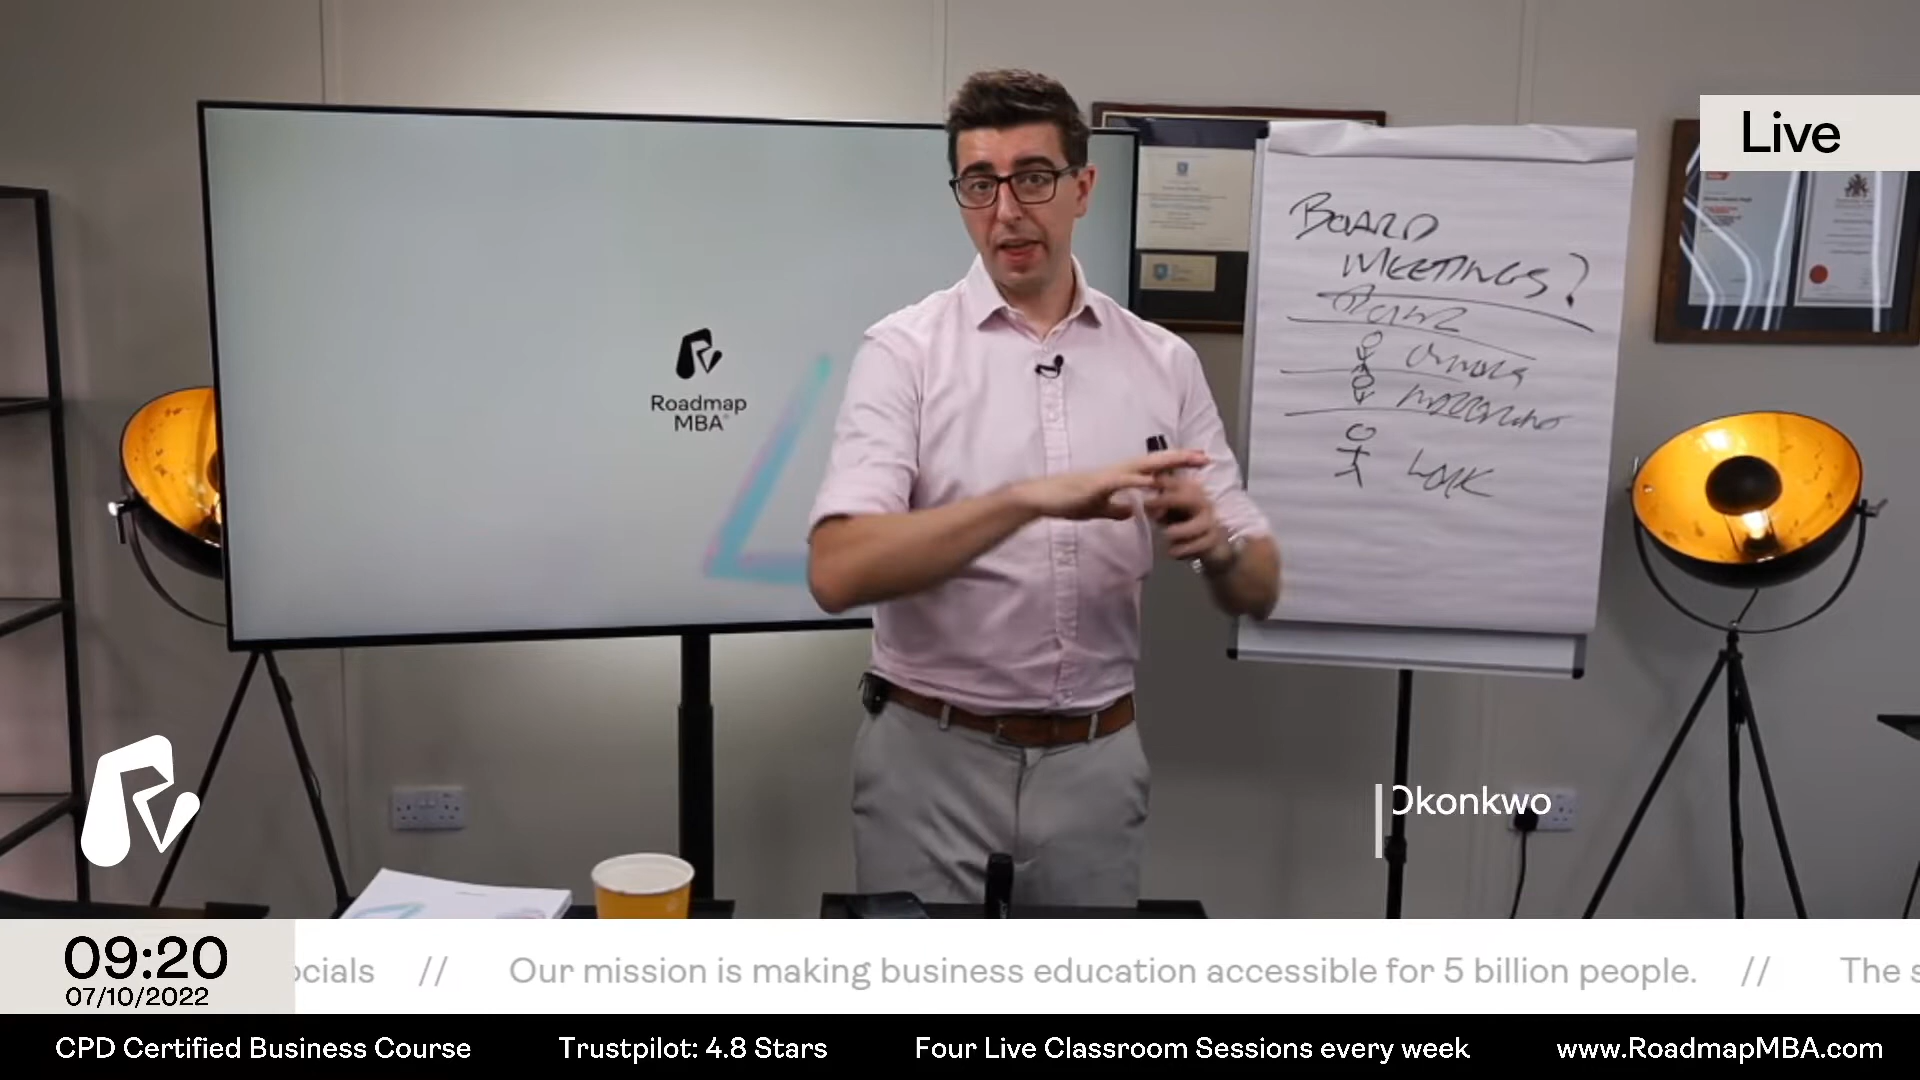 Live
BOARD
MEETINGS?
OWNERS
WORK
Roadmap
MBA
Okonkwo
09:20
07/10/2022
ocials // Our mission is making business education accessible for 5 billion people. // The s
CPD Certified Business Course Trustpilot: 4.8 Stars Four Live Classroom Sessions every week www.RoadmapMBA.com